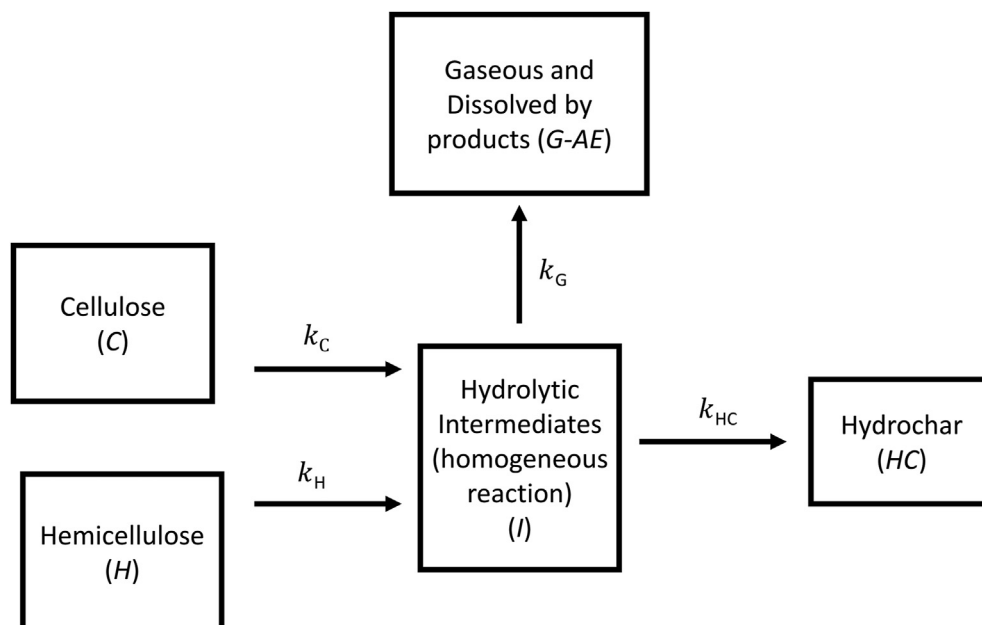 Gaseous and
Dissolved by
products (G-AE)
k_G
Cellulose
(C)
k_C
Hydrolytic
Intermediates
(homogeneous
reaction)
(I)
k_HC
Hydrochar
(HC)
k_H
Hemicellulose
(H)